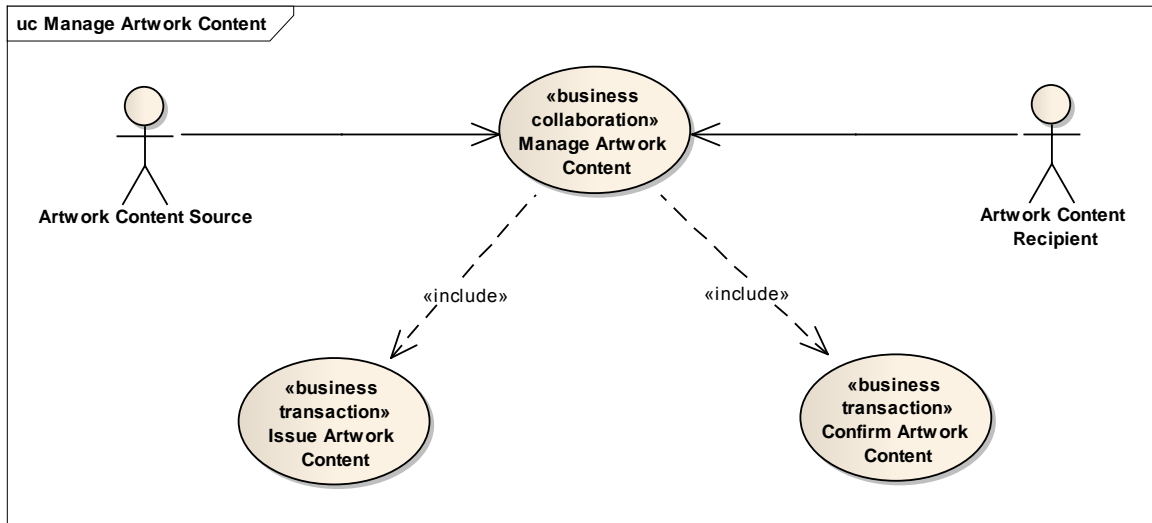 uc Manage Artwork Content
«business
collaboration»
Manage Artwork
Content
Artwork Content Source
Artwork Content
Recipient
«include»
«include»
«business
transaction»
Issue Artwork
Content
«business
transaction»
Confirm Artwork
Content